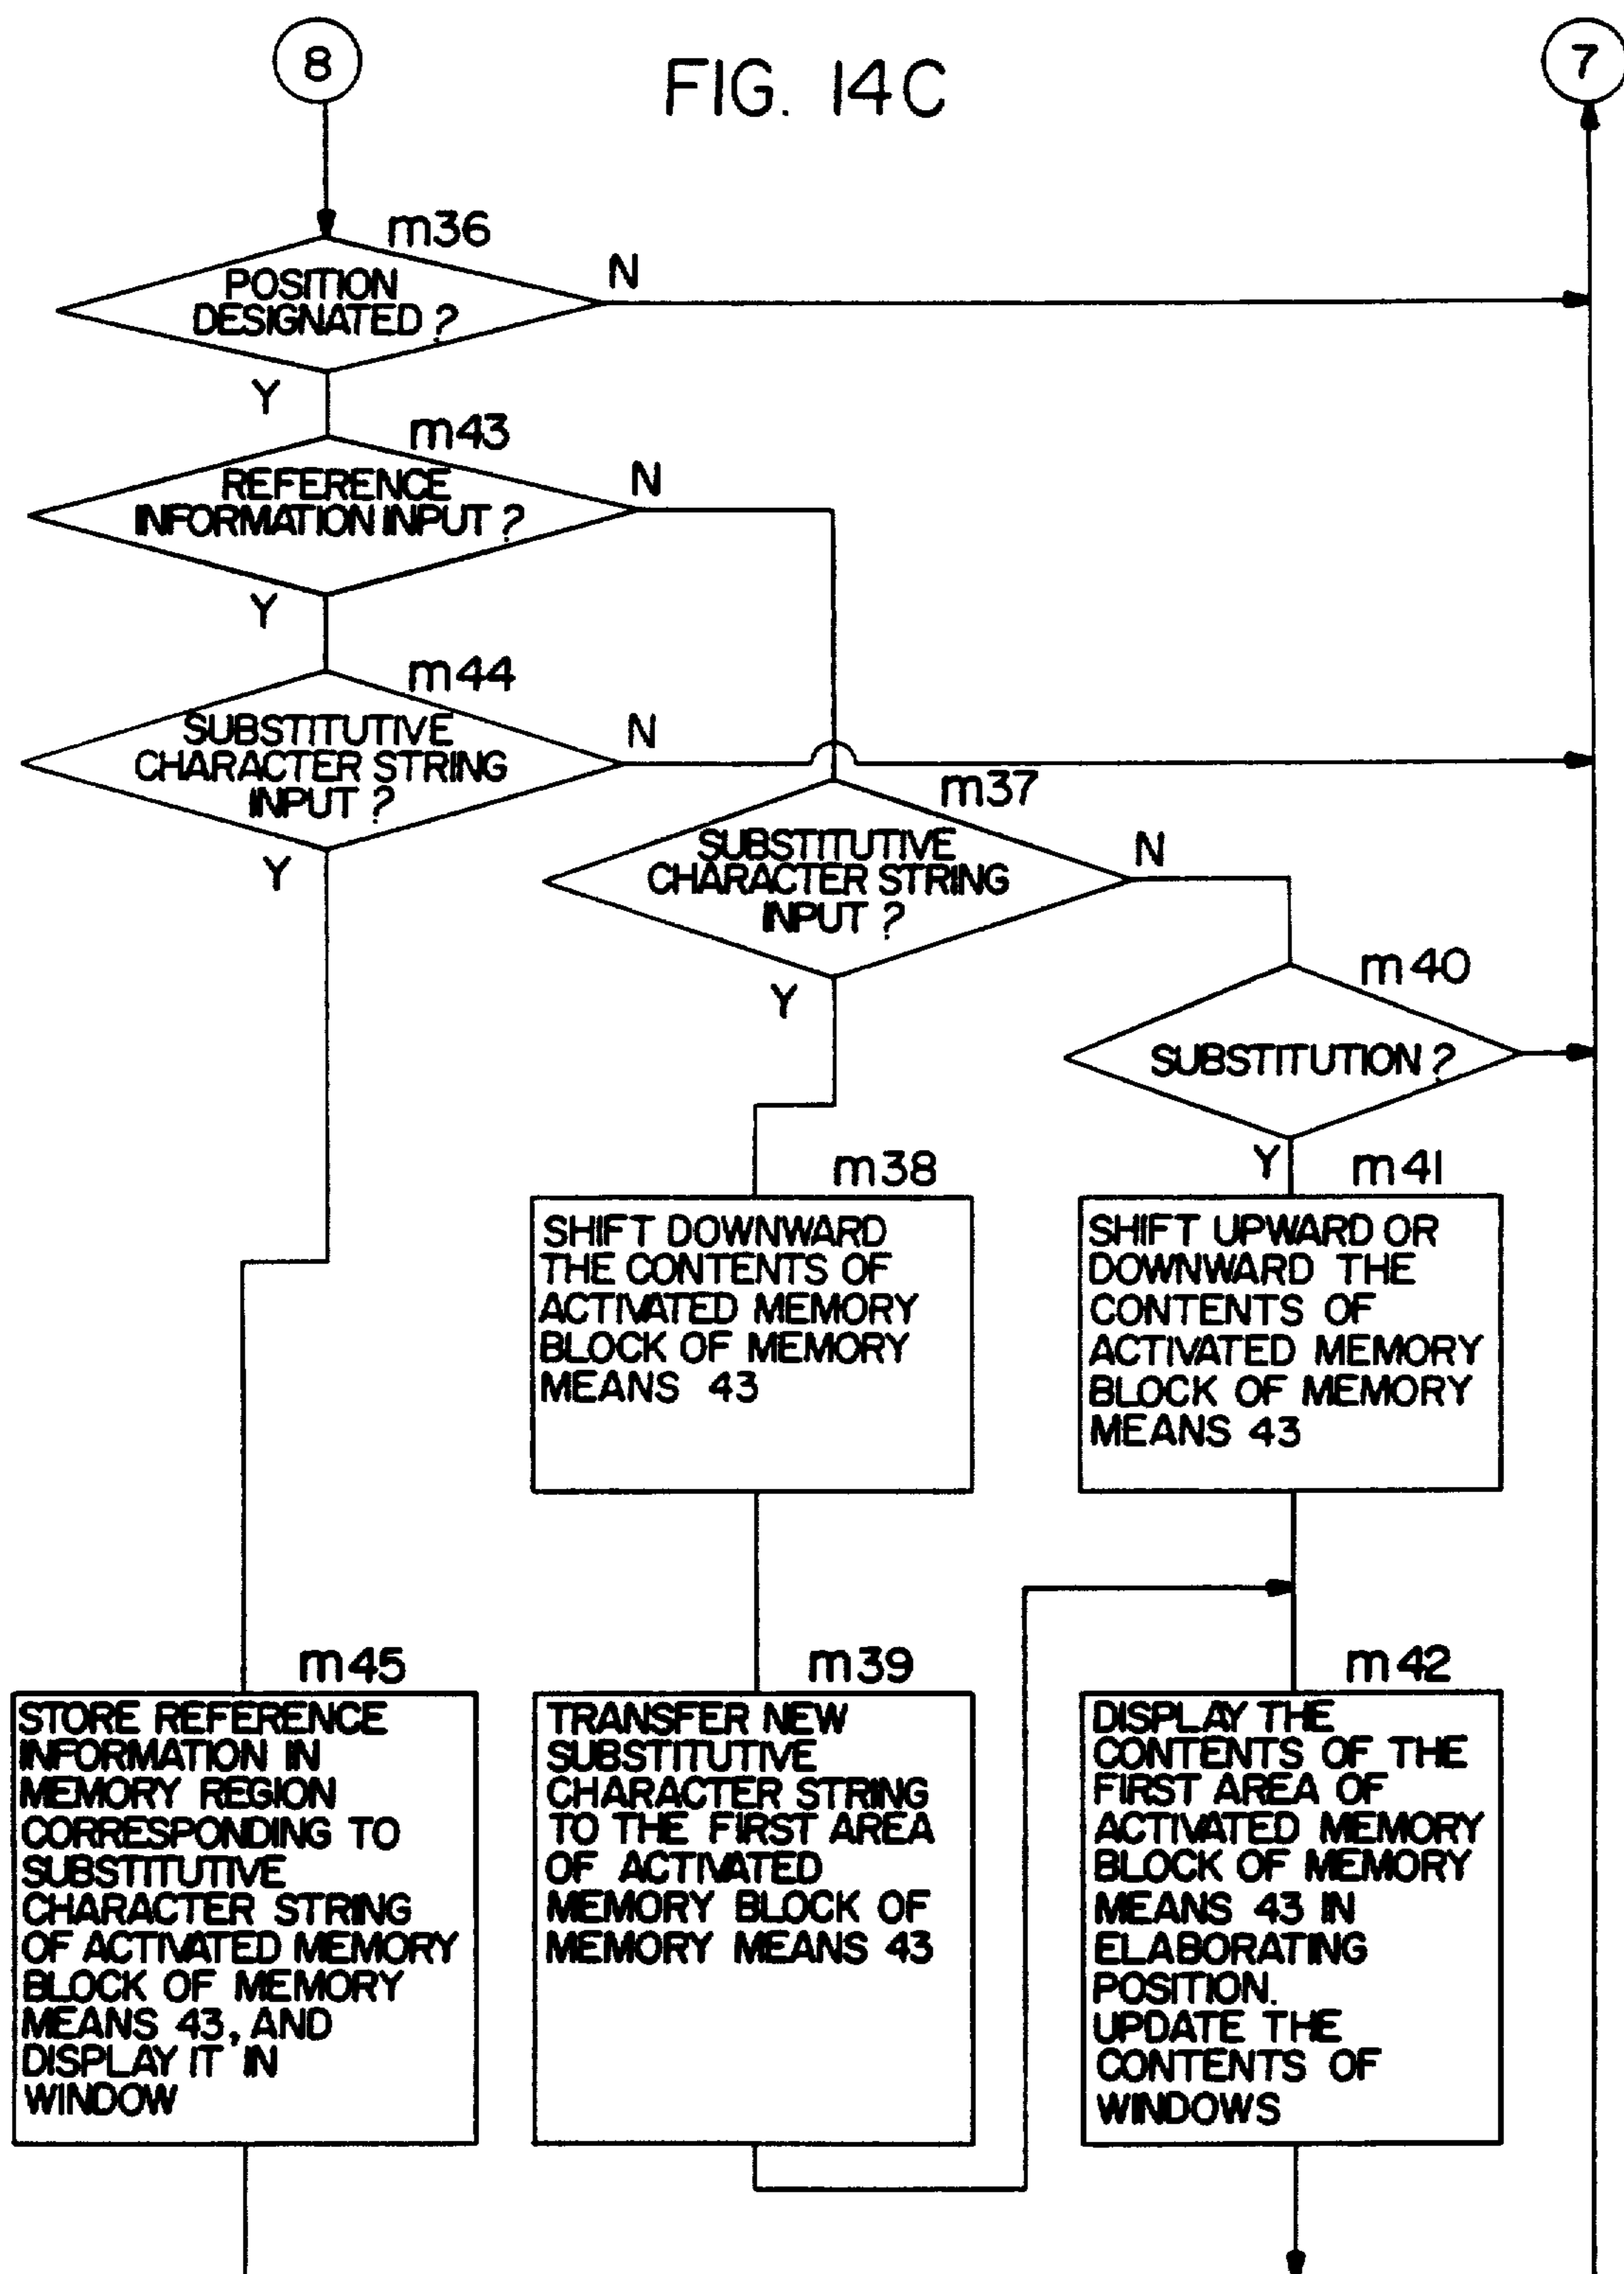 8
FIG. 14C
7
m36
POSITION
DESIGNATED ?
N
Y
m43
REFERENCE
INFORMATION INPUT ?
N
Y
m44
SUBSTITUTIVE
CHARACTER STRING
INPUT ?
N
Y
m37
SUBSTITUTIVE
CHARACTER STRING
INPUT ?
N
Y
m40
SUBSTITUTION ?
Y
m38
SHIFT DOWNWARD
THE CONTENTS OF
ACTIVATED MEMORY
BLOCK OF MEMORY
MEANS 43
m41
SHIFT UPWARD OR
DOWNWARD THE
CONTENTS OF
ACTIVATED MEMORY
BLOCK OF MEMORY
MEANS 43
m45
STORE REFERENCE
INFORMATION IN
MEMORY REGION
CORRESPONDING TO
SUBSTITUTIVE
CHARACTER STRING
OF ACTIVATED MEMORY
BLOCK OF MEMORY
MEANS 43, AND
DISPLAY IT IN
WINDOW
m39
TRANSFER NEW
SUBSTITUTIVE
CHARACTER STRING
TO THE FIRST AREA
OF ACTIVATED
MEMORY BLOCK OF
MEMORY MEANS 43
m42
DISPLAY THE
CONTENTS OF THE
FIRST AREA OF
ACTIVATED MEMORY
BLOCK OF MEMORY
MEANS 43 IN
ELABORATING
POSITION.
UPDATE THE
CONTENTS OF
WINDOWS